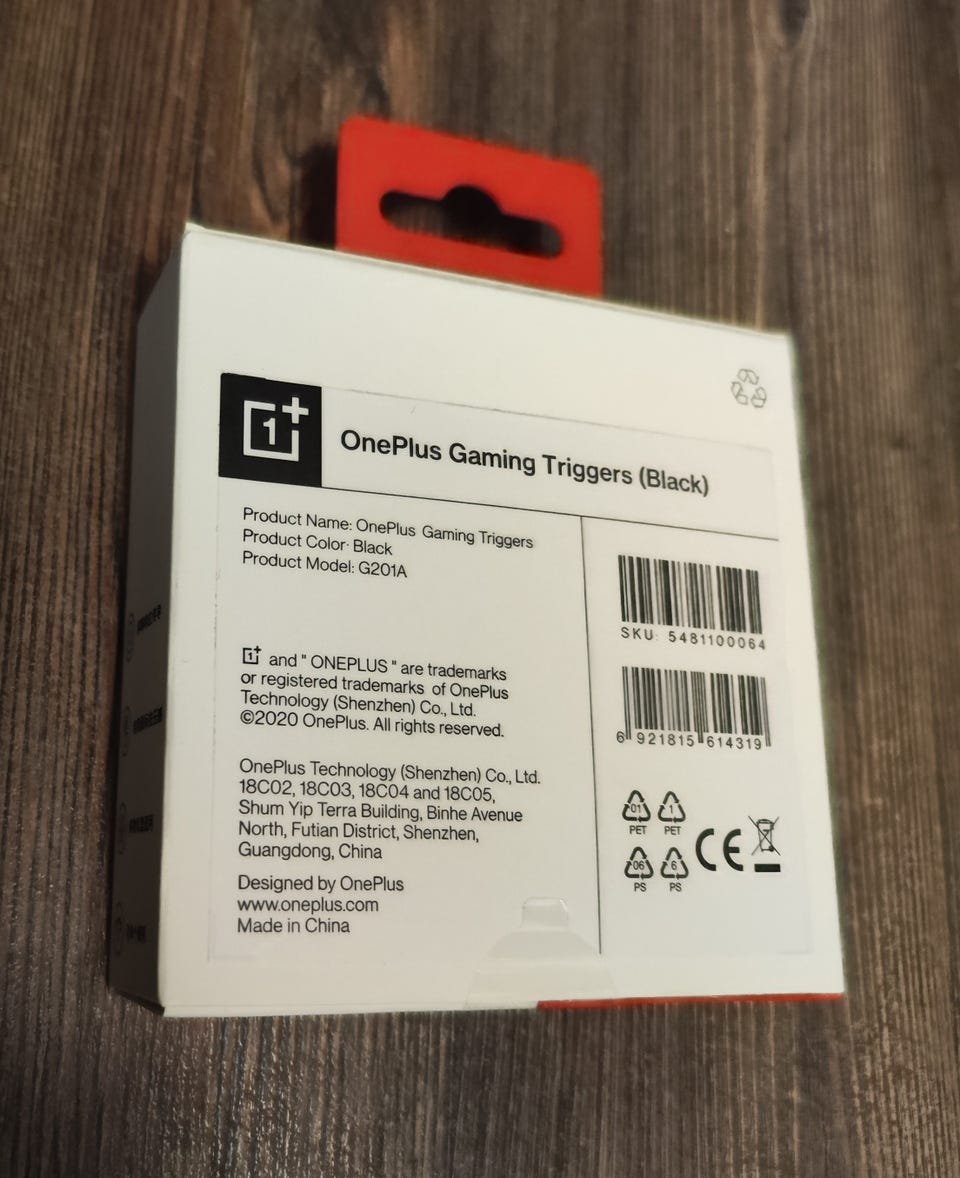 OnePlus Gaming Triggers (Black)
Product Name: OnePlus Gaming Triggers
Product Color: Black
Product Model: G201A
and "ONEPLUS" are trademarks
or registered trademarks of OnePlus
Technology (Shenzhen) Co., Ltd.
©2020 OnePlus. All rights reserved.
OnePlus Technology (Shenzhen) Co., Ltd.
18C02, 18C03, 18C04 and 18C05,
Shum Yip Terra Building, Binhe Avenue
North, Futian District, Shenzhen,
Guangdong, China
Designed by OnePlus
www.oneplus.com
Made in China
SKU: 5481100064
6 921815 614319
01 1
PET PET
06 6
PS PS
CE